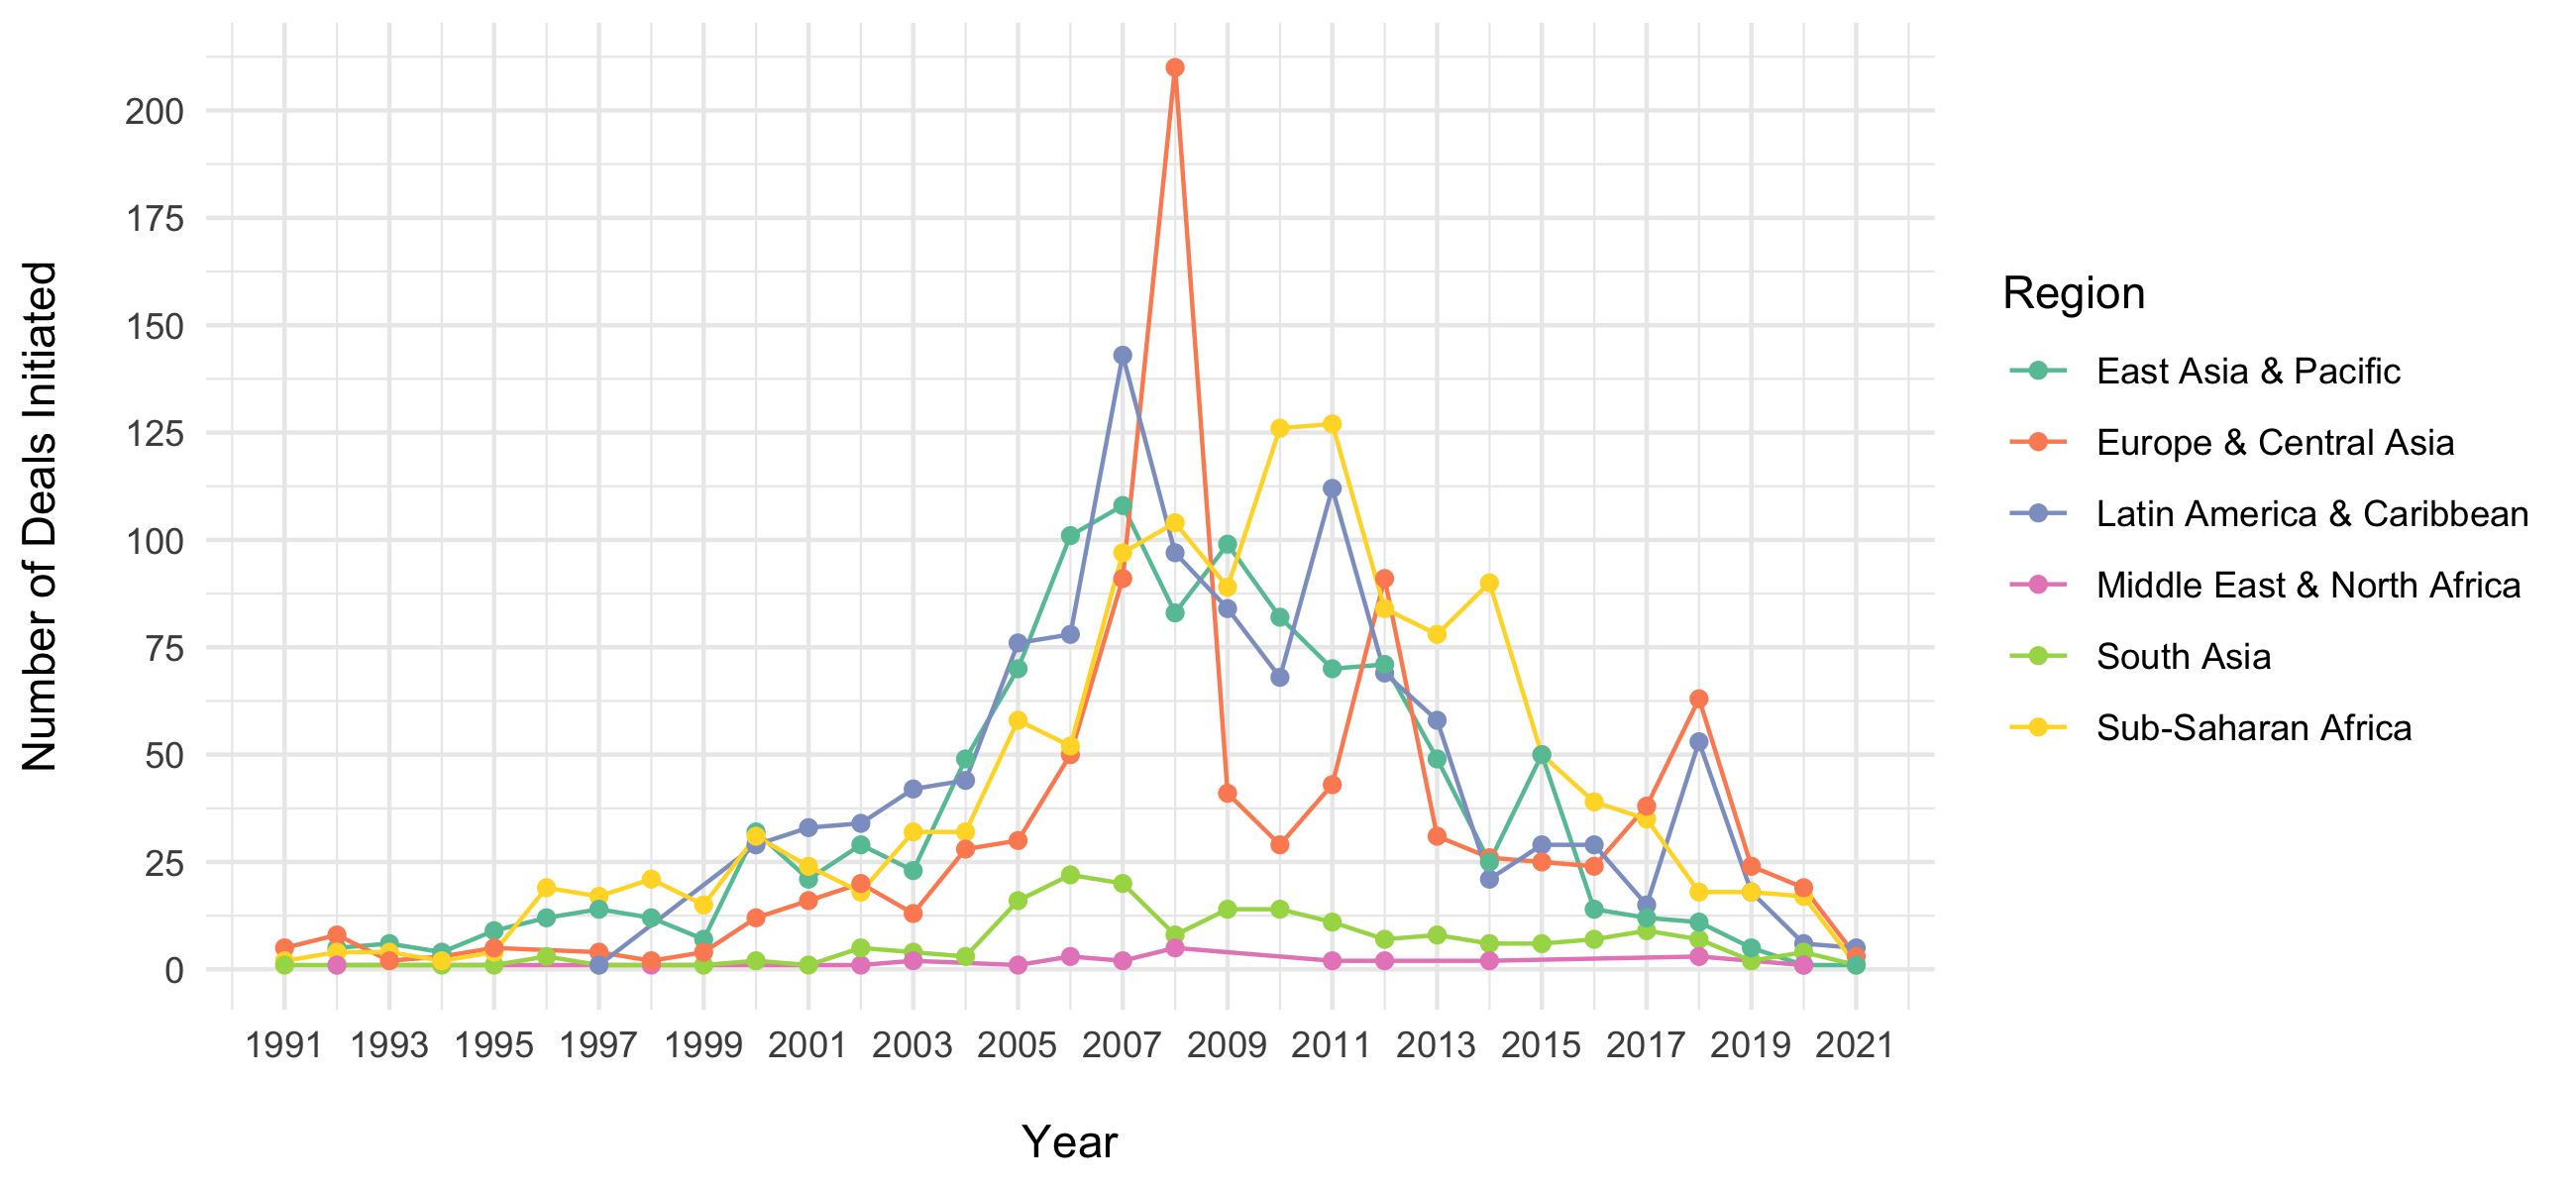 Number of Deals Initiated
200
175
150
125
100
75
50
25
0
1991 1993 1995 1997 1999 2001 2003 2005 2007 2009 2011 2013 2015 2017 2019 2021
Year
Region
East Asia & Pacific
Europe & Central Asia
Latin America & Caribbean
Middle East & North Africa
South Asia
Sub-Saharan Africa